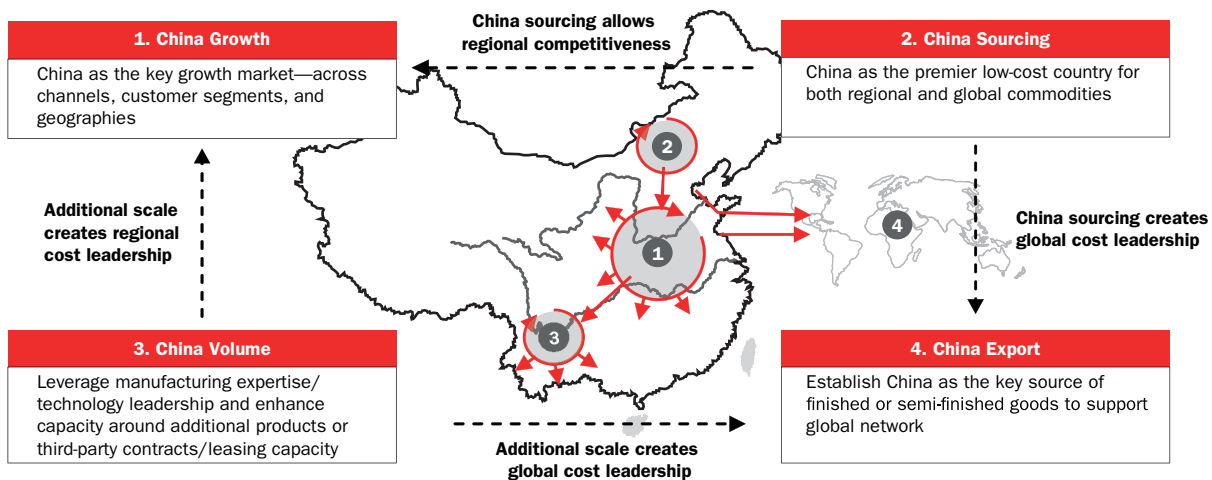 China sourcing allows
regional competitiveness
1. China Growth
China as the key growth market—across
channels, customer segments, and
geographies
2. China Sourcing
China as the premier low-cost country for
both regional and global commodities
2
1
3
4
Additional scale
creates regional
cost leadership
China sourcing creates
global cost leadership
3. China Volume
Leverage manufacturing expertise/
technology leadership and enhance
capacity around additional products or
third-party contracts/leasing capacity
4. China Export
Establish China as the key source of
finished or semi-finished goods to support
global network
Additional scale creates
global cost leadership